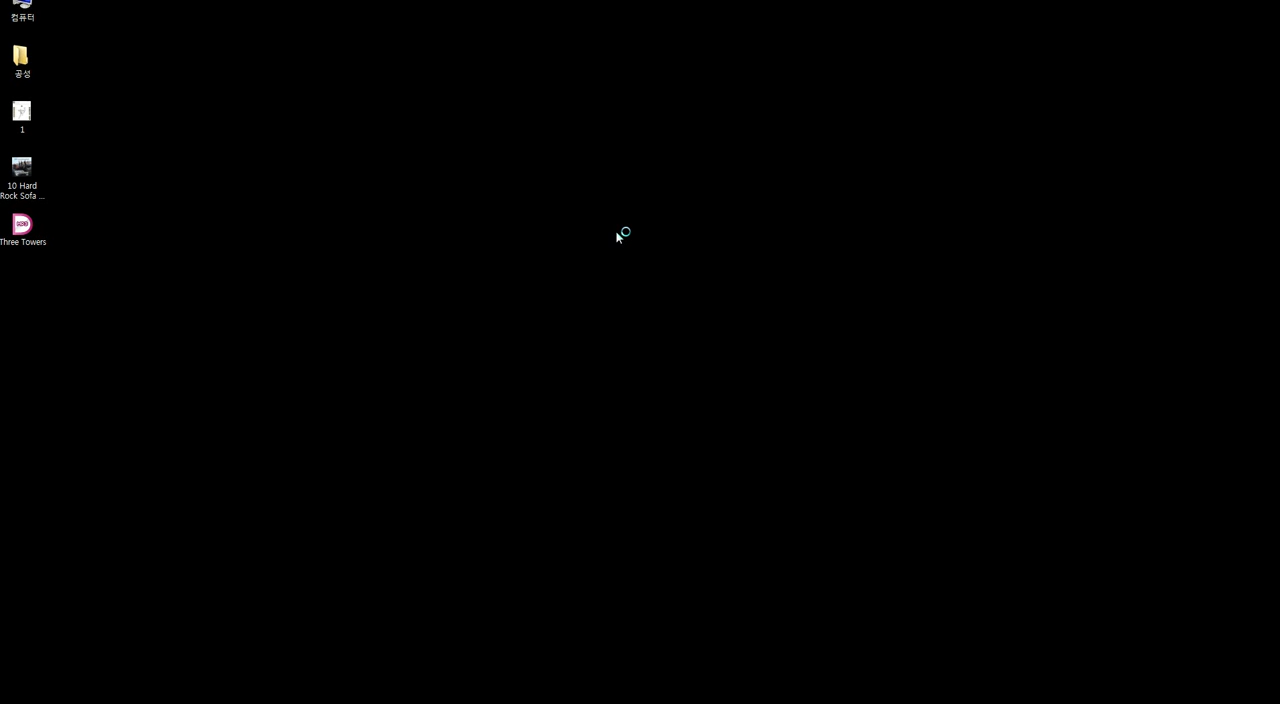 컴퓨터
공성
1
10 Hard
Rock Sofa ...
Three Towers